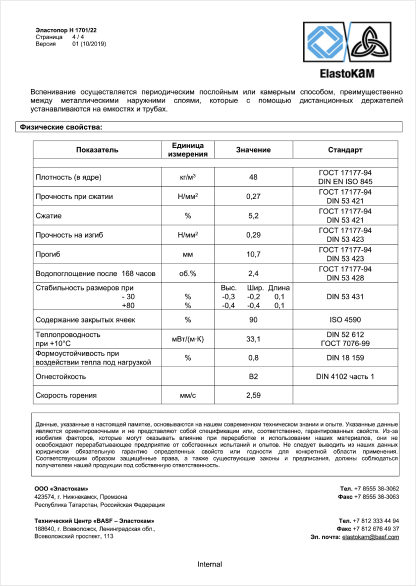 Эластопор Н 1701/22
Страница 4 / 4
Версия 01 (10/2019)
ElastoKAM
Вспенивание осуществляется периодическим послойным или камерным способом, преимущественно
между металлическими наружными слоями, которые с помощью дистанционных держателей
устанавливаются на емкостях и трубах.
Физические свойства:
Показатель Единица измерения Значение Стандарт
Плотность (в ядре) кг/м³ 48 ГОСТ 17177-94
DIN EN ISO 845
Прочность при сжатии Н/мм² 0,27 ГОСТ 17177-94
DIN 53 421
Сжатие % 5,2 ГОСТ 17177-94
DIN 53 421
Прочность на изгиб Н/мм² 0,29 ГОСТ 17177-94
DIN 53 423
Прогиб мм 10,7 ГОСТ 17177-94
DIN 53 423
Водопоглощение после 168 часов об.% 2,4 ГОСТ 17177-94
DIN 53 428
Стабильность размеров при Выс. Шир. Длина
- 30 % -0,3 -0,2 0,1 DIN 53 431
+80 % -0,4 -0,4 0,1
Содержание закрытых ячеек % 90 ISO 4590
Теплопроводность
при +10°С мВт/(м·К) 33,1 DIN 52 612
ГОСТ 7076-99
Формоустойчивость при
воздействии тепла под нагрузкой % 0,8 DIN 18 159
Огнестойкость B2 DIN 4102 часть 1
Скорость горения мм/с 2,59
Данные, указанные в настоящей памятке, основываются на нашем современном техническом знании и опыте. Указанные данные
являются ориентировочными и не представляют собой спецификации или, соответственно, гарантированных свойств. Из-за
изобилия факторов, которые могут оказывать влияние при переработке и использовании наших материалов, они не
освобождают перерабатывающее предприятие от собственных испытаний и опытов. Не следует выводить из наших данных
юридически обязательную гарантию определенных свойств или годности для конкретной области применения.
Соответствующим образом защищённые права, а также существующие законы и предписания, должны соблюдаться
получателем нашей продукции под собственную ответственность.
ООО «Эластокам» Тел. +7 8555 36-3062
423574, г. Нижнекамск, Промзона Факс +7 8555 36-3063
Республика Татарстан, Российская Федерация
Технический Центр «BASF – Эластокам» Тел. +7 812 333 44 94
188640, г. Всеволожск, Ленинградская обл., Факс +7 812 676 49 37
Всеволожский проспект, 113 Эл. почта: elastokam@basf.com
Internal